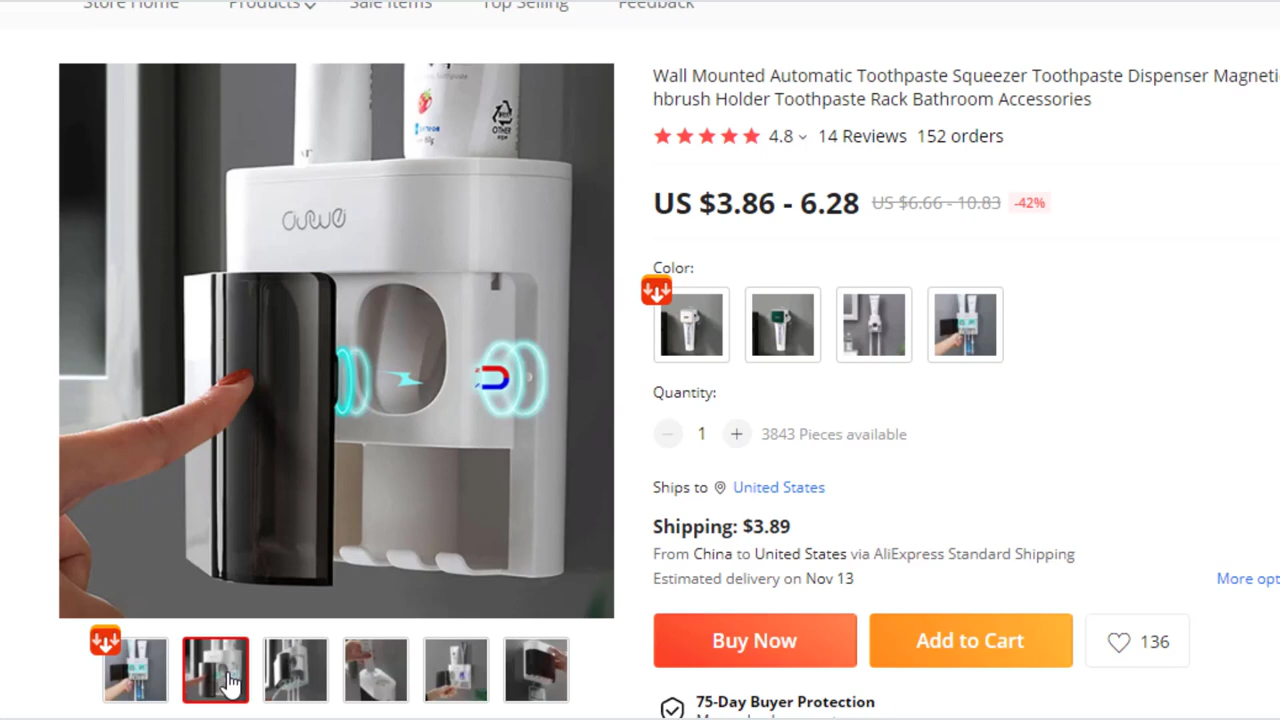 Store Home Products Sale Items Top Selling Feedback
OTHER
Wall Mounted Automatic Toothpaste Squeezer Toothpaste Dispenser
hbrush Holder Toothpaste Rack Bathroom Accessories
4.8 14 Reviews 152 orders
US $3.86 - 6.28 US $6.66 - 10.83 -42%
Color:
Quantity:
1 3843 Pieces available
Ships to United States
Shipping: $3.89
From China to United States via AliExpress Standard Shipping
Estimated delivery on Nov 13
More
Buy Now Add to Cart 136
75-Day Buyer Protection